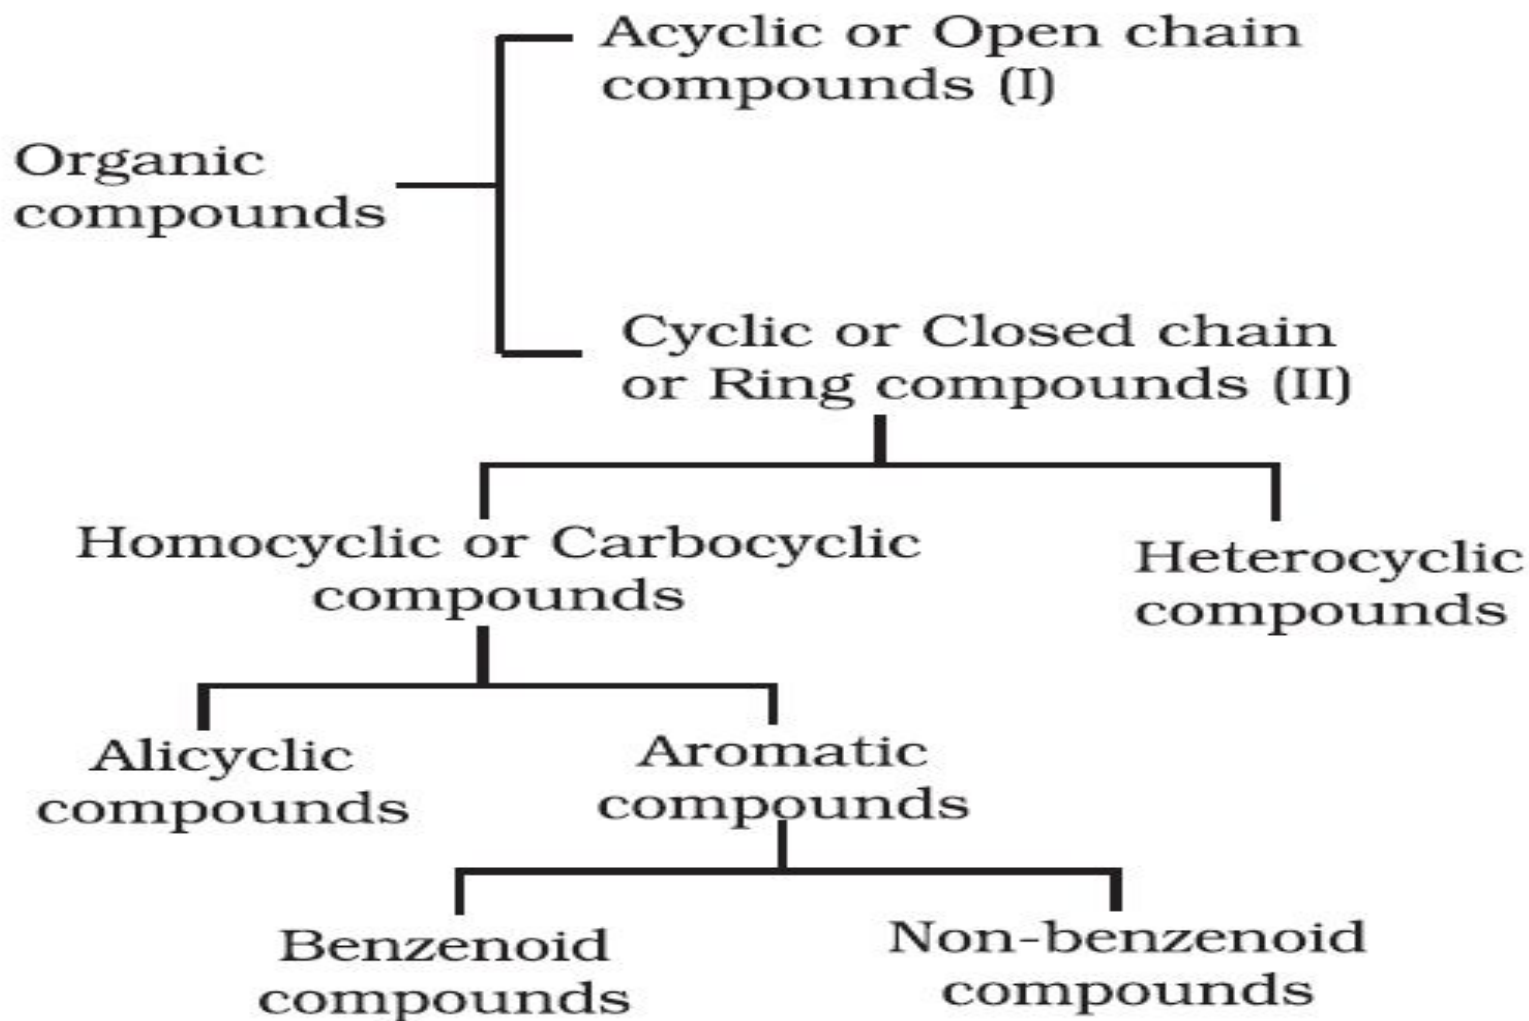 Acyclic or Open chain
compounds (I)
Organic
compounds
Cyclic or Closed chain
or Ring compounds (II)
Homocyclic or Carbocyclic
compounds
Heterocyclic
compounds
Alicyclic
compounds
Aromatic
compounds
Benzenoid
compounds
Non-benzenoid
compounds